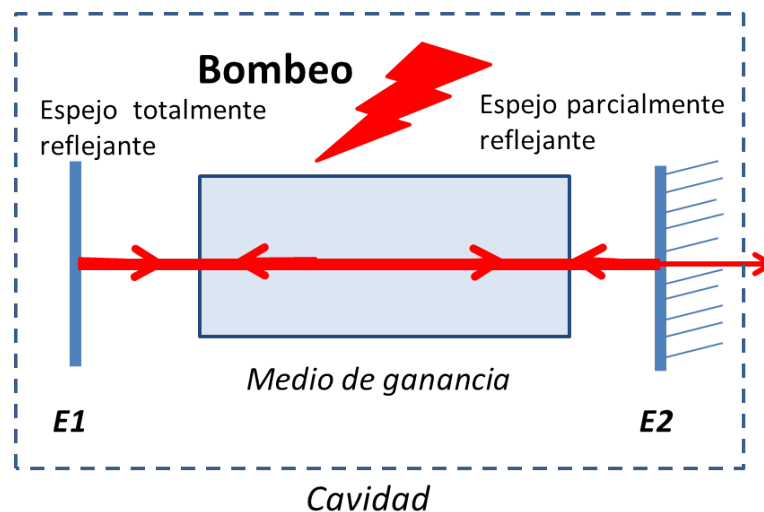 Bombeo
Espejo totalmente
reflejante
Espejo parcialmente
reflejante
Medio de ganancia
E1
E2
Cavidad